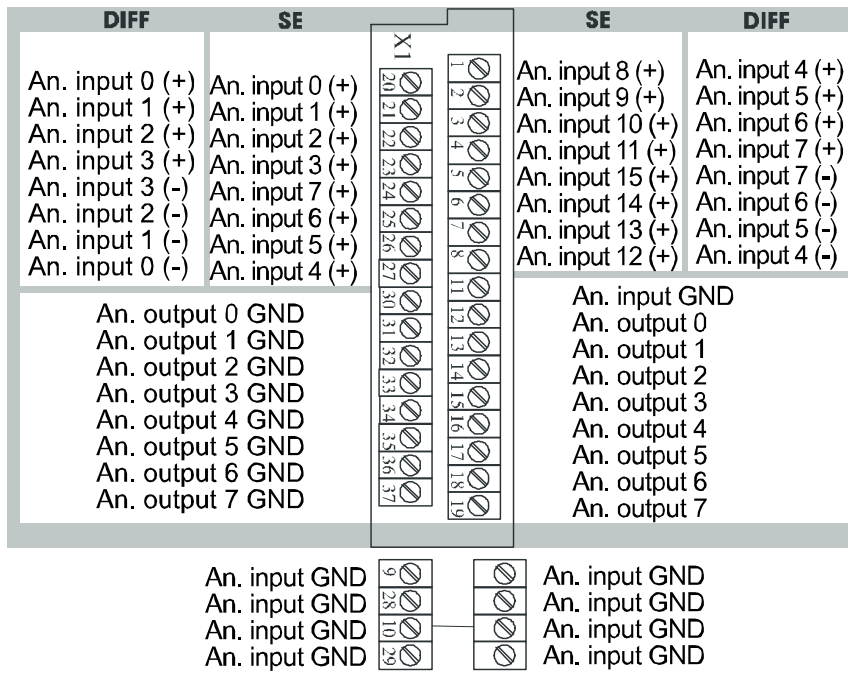 DIFF SE SE DIFF
X1
An. input 0 (+) An. input 0 (+) 20 1 An. input 8 (+) An. input 4 (+)
An. input 1 (+) An. input 1 (+) 21 2 An. input 9 (+) An. input 5 (+)
An. input 2 (+) An. input 2 (+) 22 3 An. input 10 (+) An. input 6 (+)
An. input 3 (+) An. input 3 (+) 23 4 An. input 11 (+) An. input 7 (+)
An. input 3 (-) An. input 7 (+) 24 5 An. input 15 (+) An. input 7 (-)
An. input 2 (-) An. input 6 (+) 25 6 An. input 14 (+) An. input 6 (-)
An. input 1 (-) An. input 5 (+) 26 7 An. input 13 (+) An. input 5 (-)
An. input 0 (-) An. input 4 (+) 27 8 An. input 12 (+) An. input 4 (-)
11 An. input GND
An. output 0 GND 30 12 An. output 0
An. output 1 GND 31 13 An. output 1
An. output 2 GND 32 14 An. output 2
An. output 3 GND 33 15 An. output 3
An. output 4 GND 34 16 An. output 4
An. output 5 GND 35 17 An. output 5
An. output 6 GND 36 18 An. output 6
An. output 7 GND 37 19 An. output 7
An. input GND 9 An. input GND
An. input GND 28 An. input GND
An. input GND 10 An. input GND
An. input GND 29 An. input GND